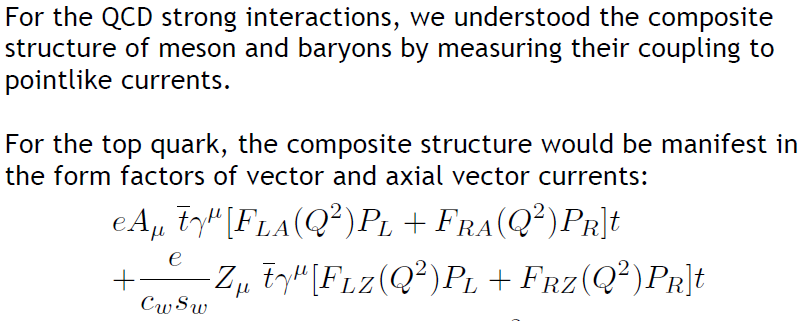 For the QCD strong interactions, we understood the composite
structure of meson and baryons by measuring their coupling to
pointlike currents.
For the top quark, the composite structure would be manifest in
the form factors of vector and axial vector currents:
$eA_\mu \, \bar{t}\gamma^\mu [F_{LA}(Q^2)P_L + F_{RA}(Q^2)P_R]t$
$+\frac{e}{c_w s_w} Z_\mu \, \bar{t}\gamma^\mu [F_{LZ}(Q^2)P_L + F_{RZ}(Q^2)P_R]t$